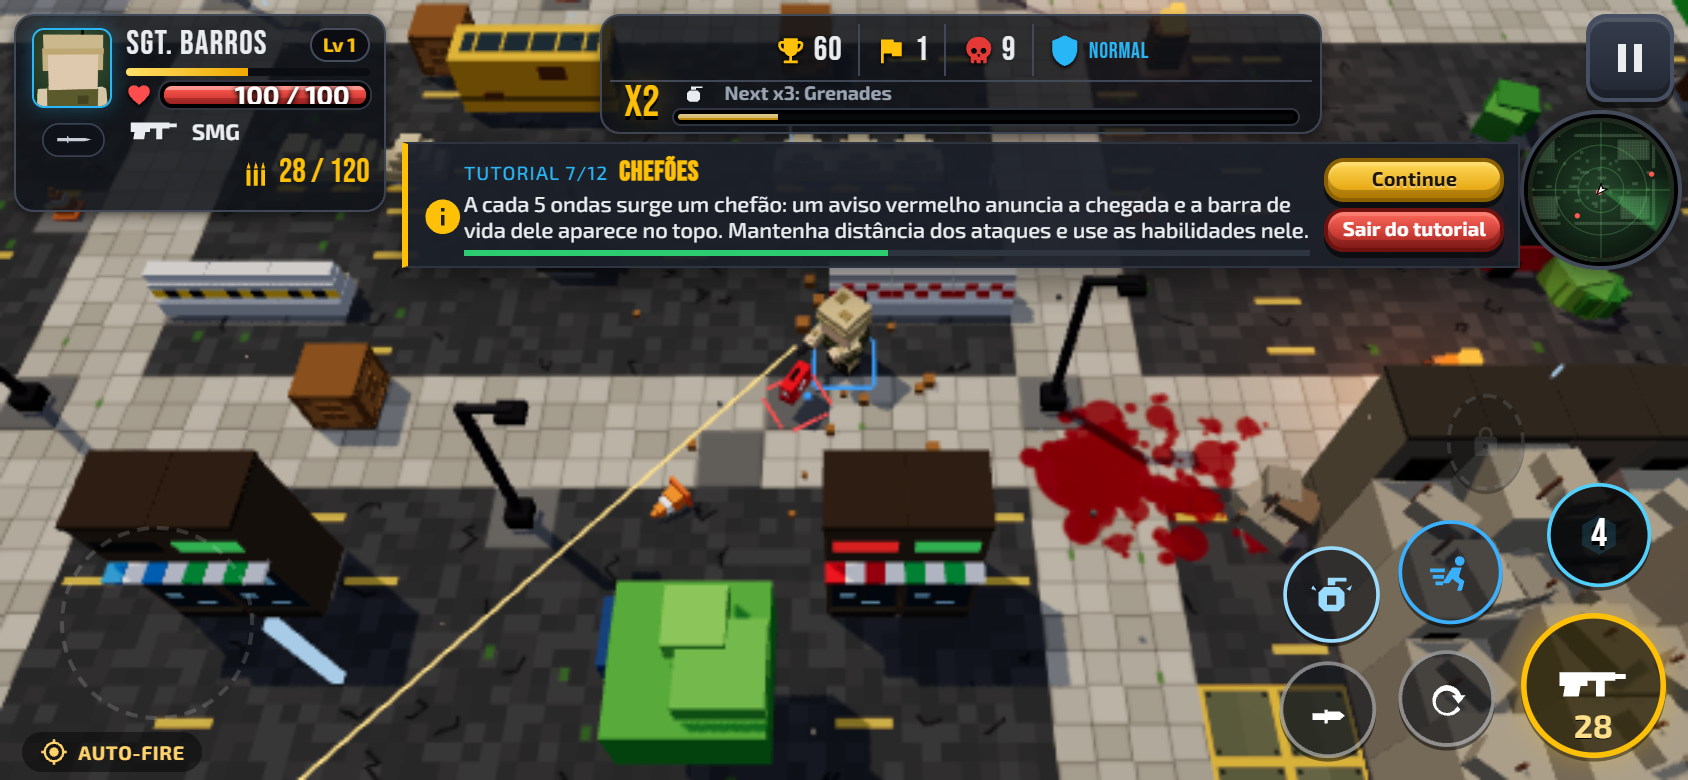 SGT. BARROS
Lv 1
100 / 100
SMG
28 / 120
60
1
9
NORMAL
X2
Next x3: Grenades
TUTORIAL 7/12 CHEFÕES
A cada 5 ondas surge um chefão: um aviso vermelho anuncia a chegada e a barra de
vida dele aparece no topo. Mantenha distância dos ataques e use as habilidades nele.
Continue
Sair do tutorial
4
28
AUTO-FIRE